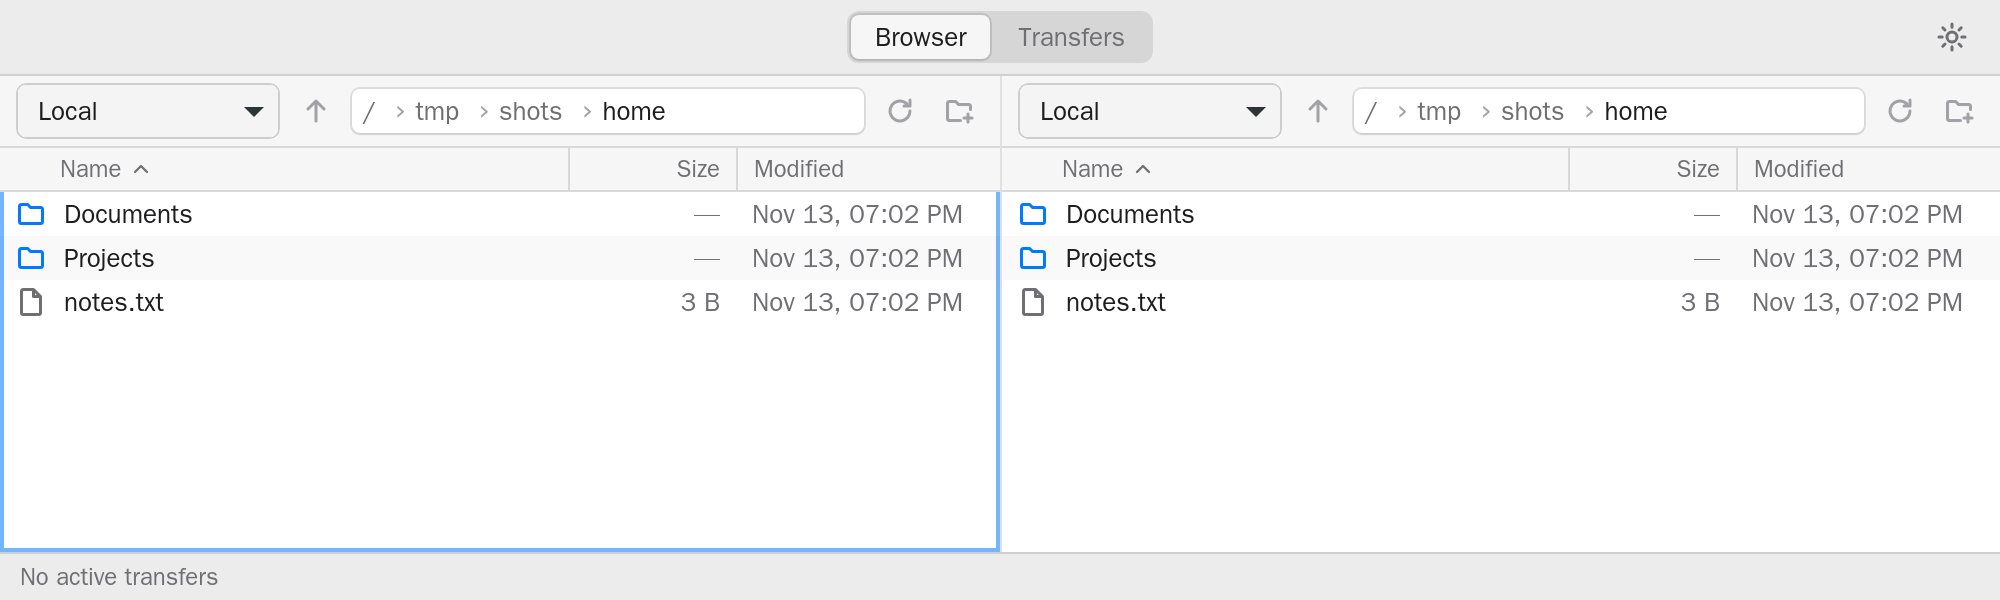 Browser Transfers
Local / › tmp › shots › home
Name Size Modified
Documents — Nov 13, 07:02 PM
Projects — Nov 13, 07:02 PM
notes.txt 3 B Nov 13, 07:02 PM
Local / › tmp › shots › home
Name Size Modified
Documents — Nov 13, 07:02 PM
Projects — Nov 13, 07:02 PM
notes.txt 3 B Nov 13, 07:02 PM
No active transfers